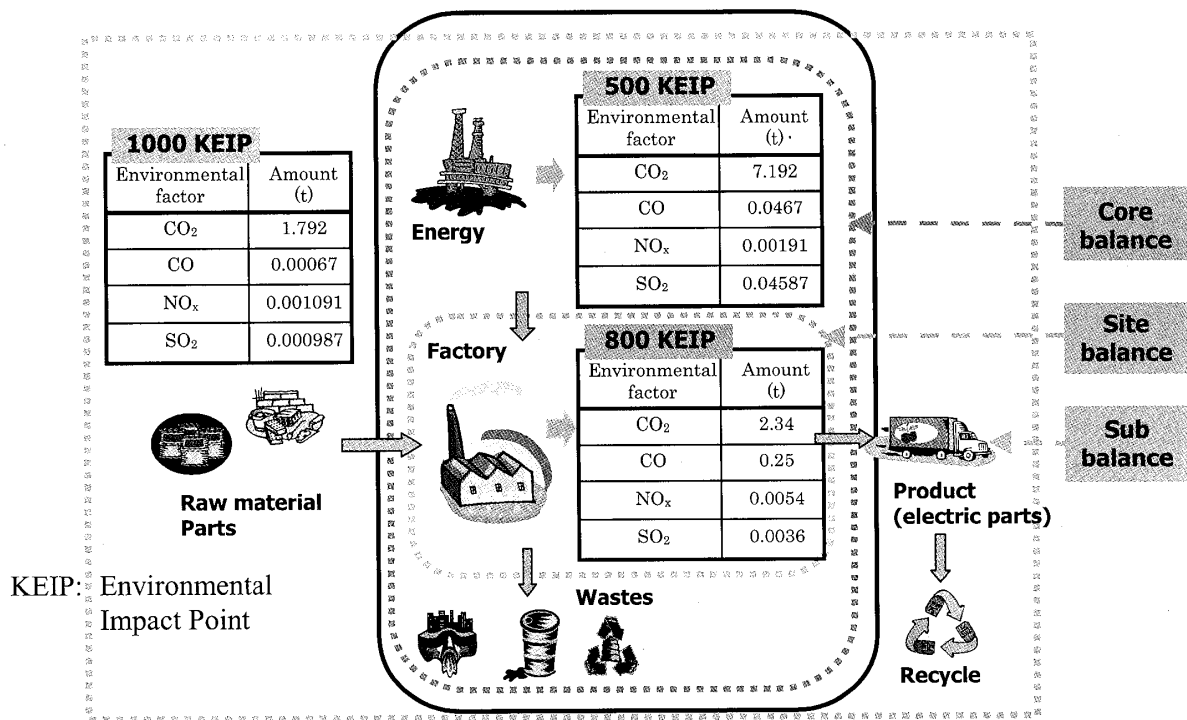 500 KEIP
Environmental factor Amount (t)
CO₂ 7.192
CO 0.0467
NOₓ 0.00191
SO₂ 0.04587
1000 KEIP
Environmental factor Amount (t)
CO₂ 1.792
CO 0.00067
NOₓ 0.001091
SO₂ 0.000987
Energy
Core
balance
Factory
800 KEIP
Environmental factor Amount (t)
CO₂ 2.34
CO 0.25
NOₓ 0.0054
SO₂ 0.0036
Site
balance
Sub
balance
Raw material
Parts
Product
(electric parts)
KEIP: Environmental
Impact Point
Wastes
Recycle